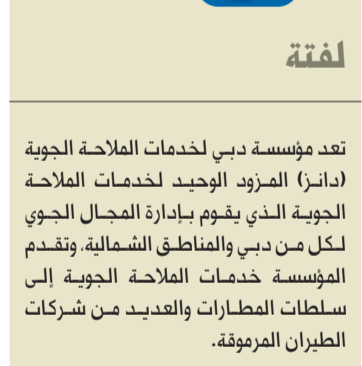 لفتة
تعد مؤسسة دبي لخدمات الملاحة الجوية
(دانز) المزود الوحيد لخدمات الملاحة
الجوية الذي يقوم بإدارة المجال الجوي
لكل من دبي والمناطق الشمالية، وتقدم
المؤسسة خدمات الملاحة الجوية إلى
سلطات المطارات والعديد من شركات
الطيران المرموقة.